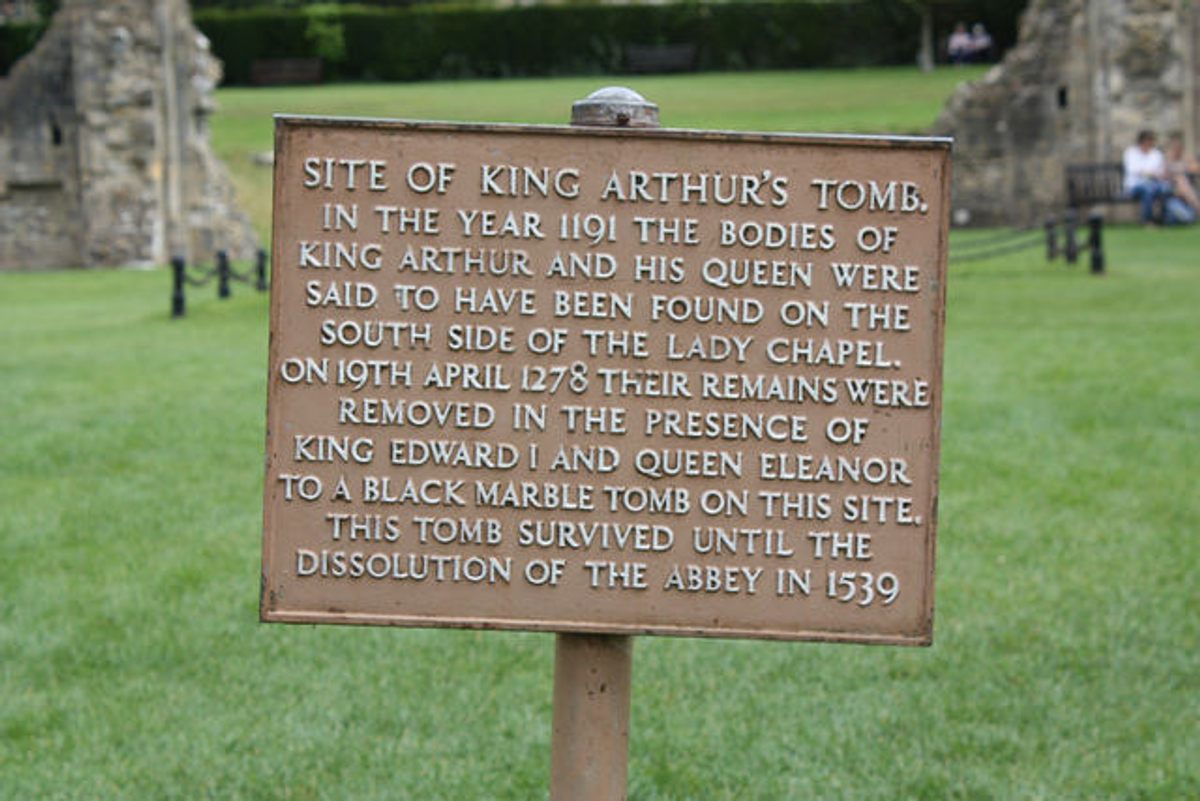 SITE OF KING ARTHUR'S TOMB.
IN THE YEAR 1191 THE BODIES OF
KING ARTHUR AND HIS QUEEN WERE
SAID TO HAVE BEEN FOUND ON THE
SOUTH SIDE OF THE LADY CHAPEL.
ON 19TH APRIL 1278 THEIR REMAINS WERE
REMOVED IN THE PRESENCE OF
KING EDWARD I AND QUEEN ELEANOR
TO A BLACK MARBLE TOMB ON THIS SITE.
THIS TOMB SURVIVED UNTIL THE
DISSOLUTION OF THE ABBEY IN 1539